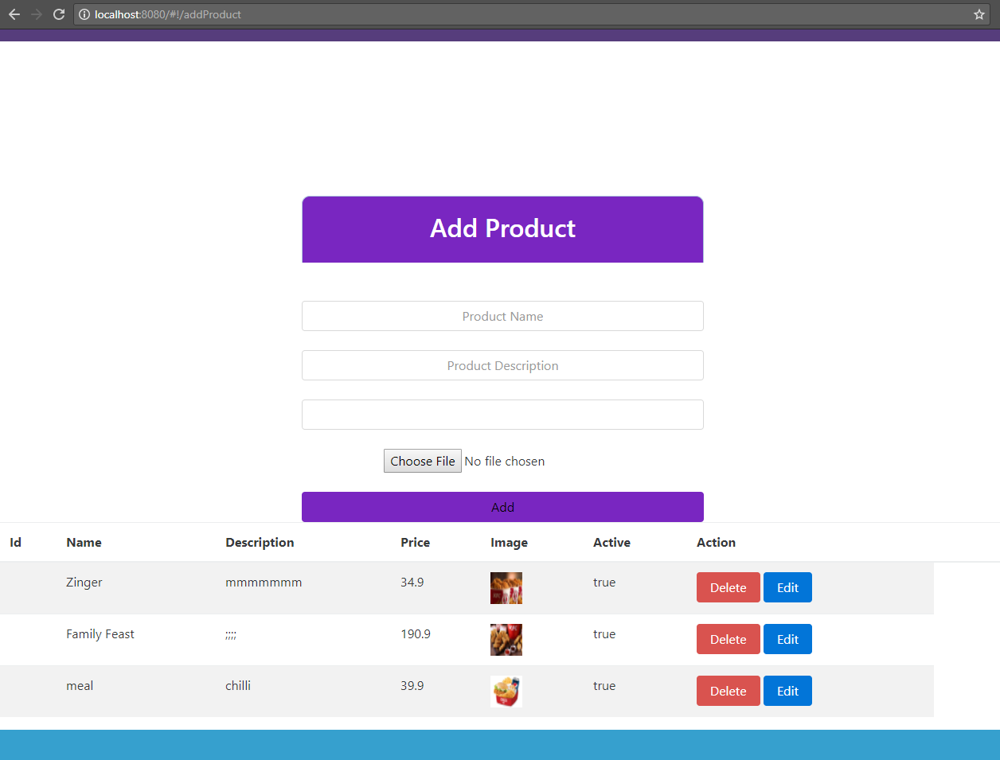 localhost:8080/#!/addProduct
Add Product
Product Name
Product Description
Choose File No file chosen
Add
Id Name Description Price Image Active Action
Zinger mmmmmmm 34.9 true Delete Edit
Family Feast ;;;; 190.9 true Delete Edit
meal chilli 39.9 true Delete Edit